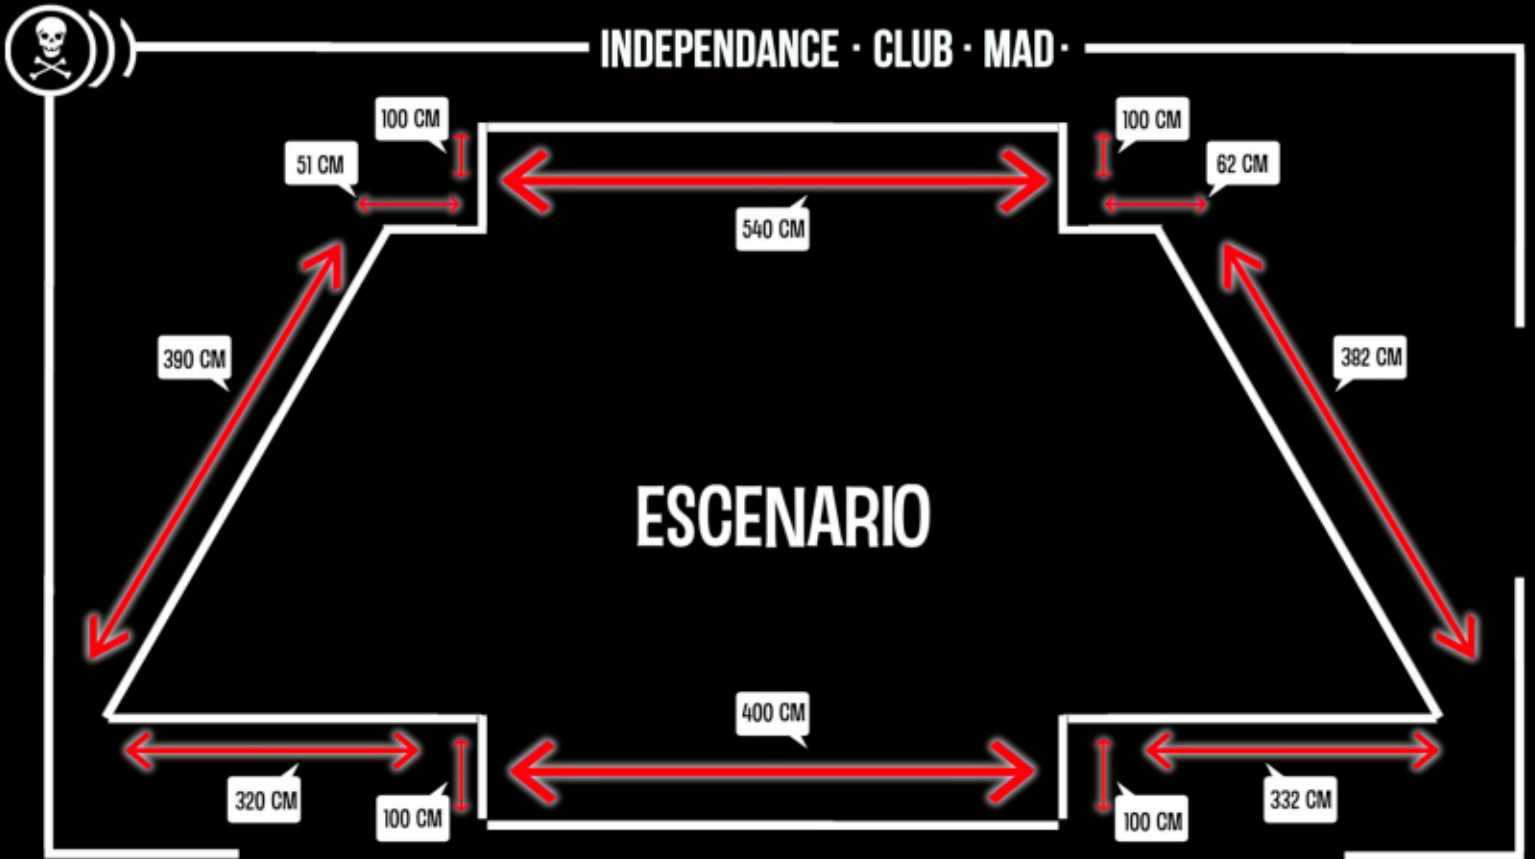 INDEPENDANCE · CLUB · MAD ·
100 CM
100 CM
51 CM
62 CM
540 CM
390 CM
382 CM
ESCENARIO
400 CM
320 CM
100 CM
100 CM
332 CM